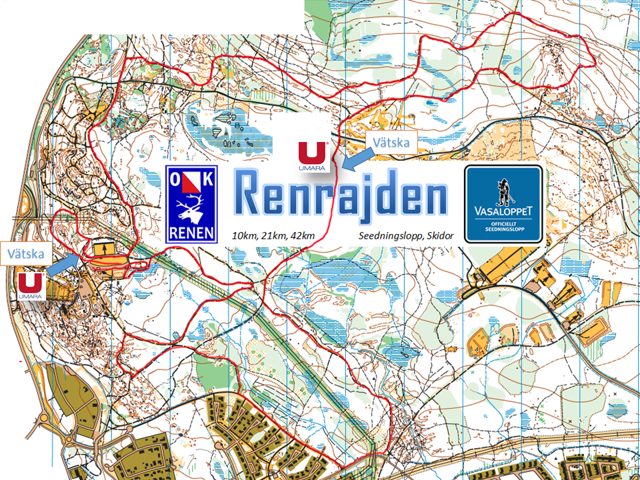 U
UMARA
Vätska
O K
RENEN
Renrajden
10km, 21km, 42km
Seedningslopp, Skidor
VASALOPPET
OFFICIELLT
SEEDNINGSLOPP
Vätska
U
UMARA